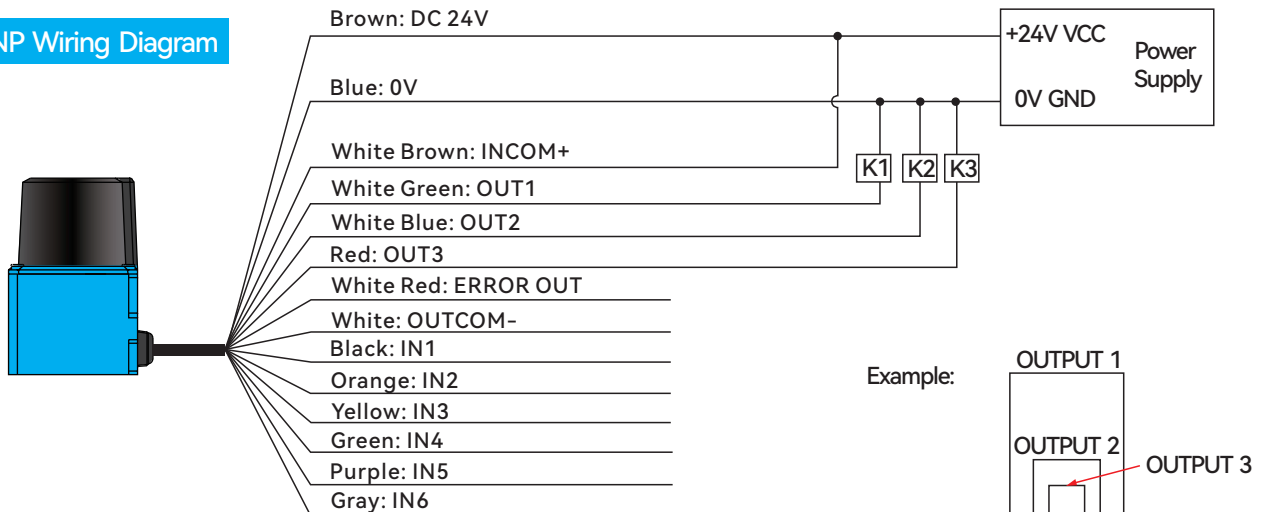 NP Wiring Diagram
Brown: DC 24V
Blue: 0V
White Brown: INCOM+
White Green: OUT1
White Blue: OUT2
Red: OUT3
White Red: ERROR OUT
White: OUTCOM-
Black: IN1
Orange: IN2
Yellow: IN3
Green: IN4
Purple: IN5
Gray: IN6
+24V VCC
0V GND
Power
Supply
K1
K2
K3
Example:
OUTPUT 1
OUTPUT 2
OUTPUT 3